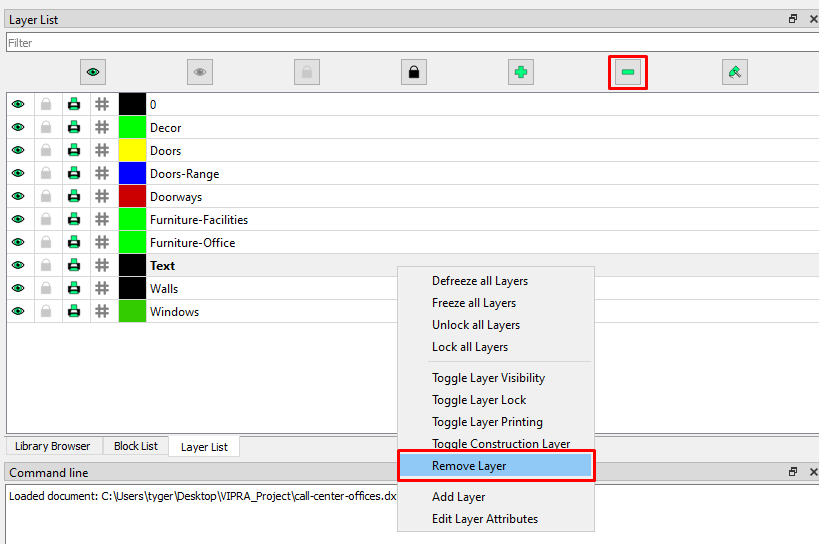 Layer List
Filter
0
Decor
Doors
Doors-Range
Doorways
Furniture-Facilities
Furniture-Office
Text
Walls
Windows
Defreeze all Layers
Freeze all Layers
Unlock all Layers
Lock all Layers
Toggle Layer Visibility
Toggle Layer Lock
Toggle Layer Printing
Toggle Construction Layer
Remove Layer
Add Layer
Edit Layer Attributes
Library Browser Block List Layer List
Command line
Loaded document: C:\Users\tyger\Desktop\VIPRA_Project\call-center-offices.dx